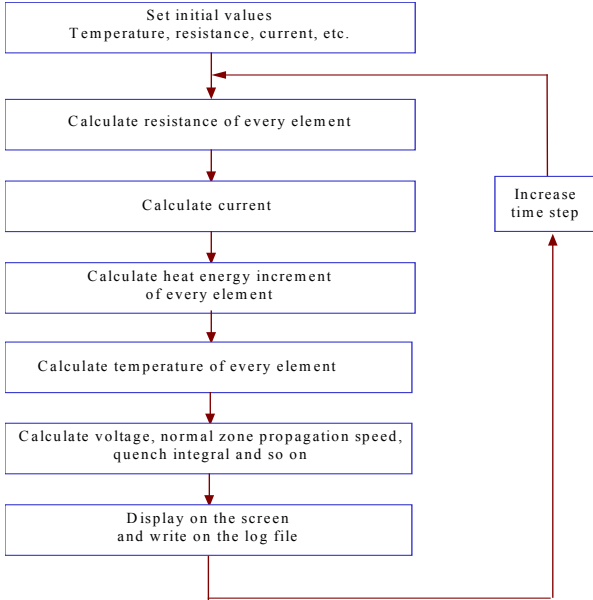 Set initial values
Temperature, resistance, current, etc.
Calculate resistance of every element
Calculate current
Increase
time step
Calculate heat energy increment
of every element
Calculate temperature of every element
Calculate voltage, normal zone propagation speed,
quench integral and so on
Display on the screen
and write on the log file